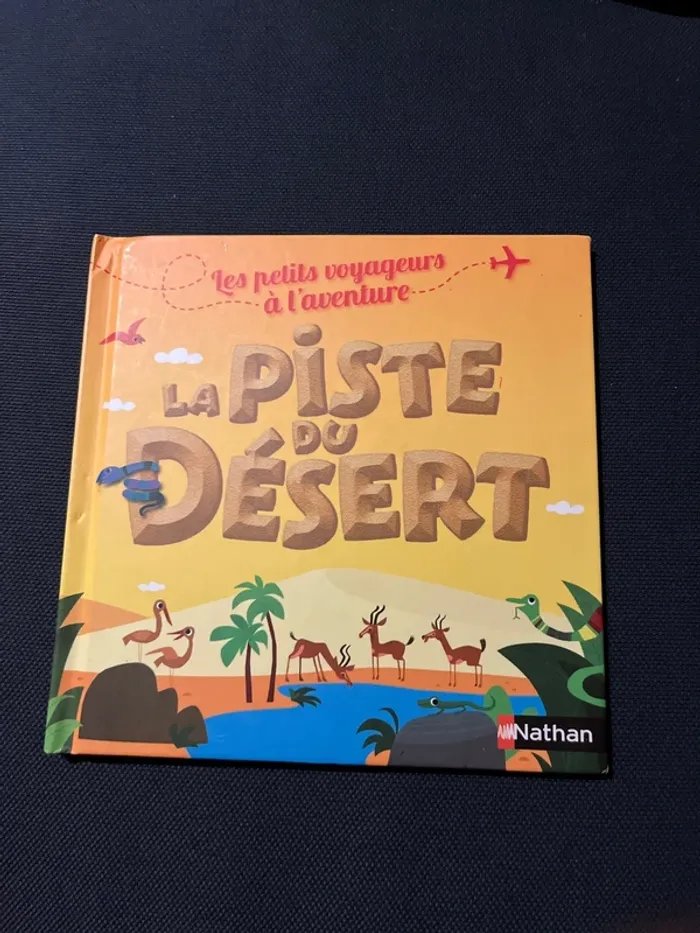 Les petits voyageurs
à l'aventure
LA PiSTE
DU
DÉSERT
Nathan